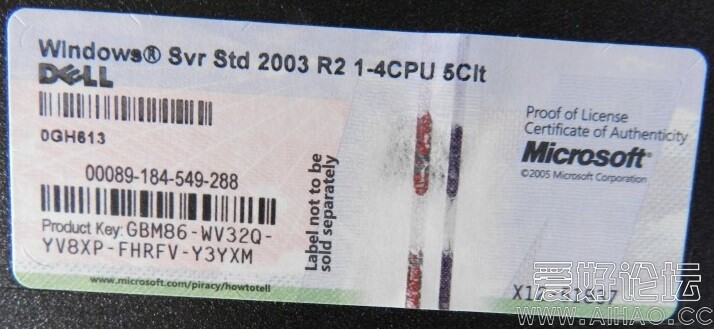 Windows® Svr Std 2003 R2 1-4CPU 5Clt
DELL
0GH613
00089-184-549-288
Product Key: GBM86-WV32Q-
YV8XP-FHRFV-Y3YXM
www.microsoft.com/piracy/howtotell
Label not to be
sold separately
Proof of License
Certificate of Authenticity
Microsoft®
©2005 Microsoft Corporation
爱好论坛
WWW.AIHAO.CC